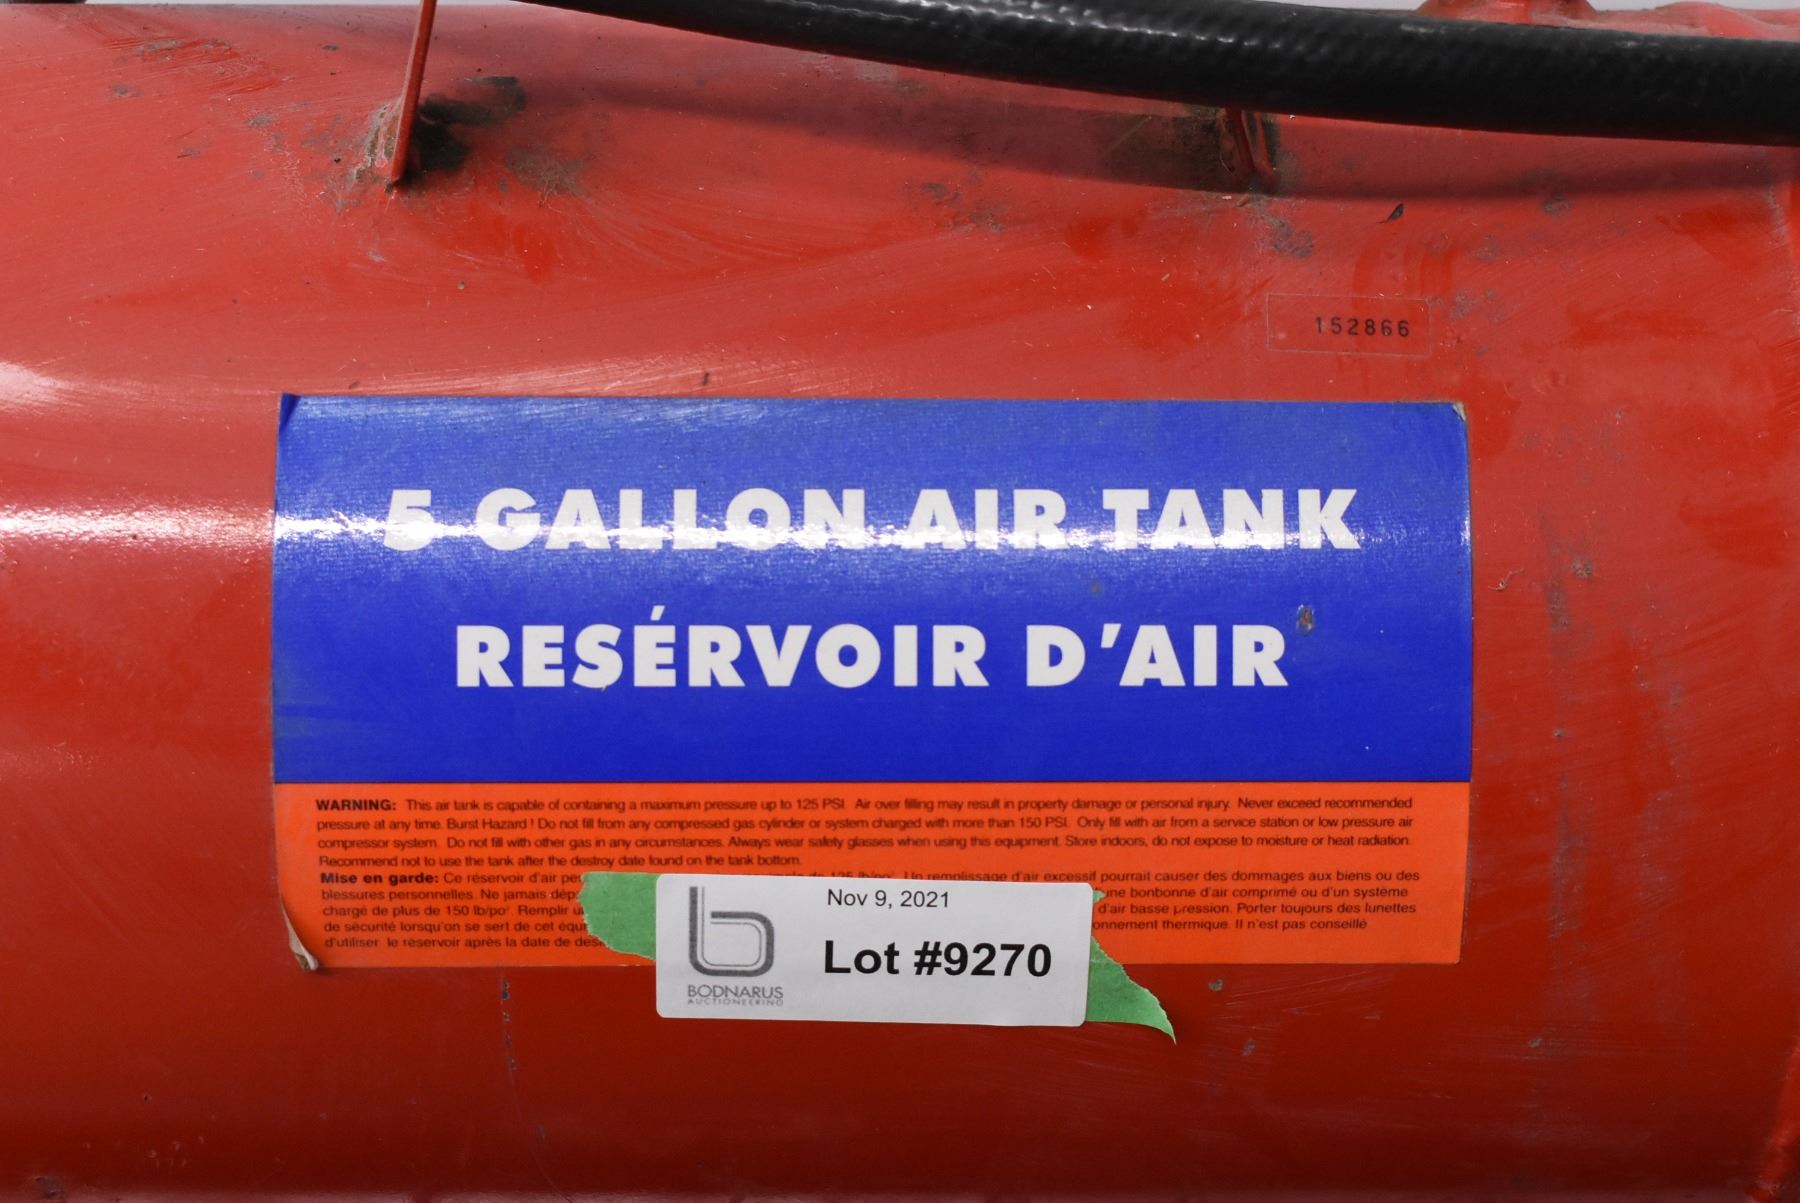 152866
5 GALLON AIR TANK
RESÉRVOIR D'AIR
WARNING: This air tank is capable of containing a maximum pressure up to 125 PSI. Air over filling may result in property damage or personal injury. Never exceed recommended
pressure at any time. Burst Hazard ! Do not fill from any compressed gas cylinder or system charged with more than 150 PSI. Only fill with air from a service station or low pressure air
compressor system. Do not fill with other gas in any circumstances. Always wear safety glasses when using this equipment. Store indoors, do not expose to moisture or heat radiation.
Recommend not to use the tank after the destroy date found on the tank bottom.
Mise en garde: Ce réservoir d'air de 125 lb/po². Un remplissage d'air excessif pourrait causer des dommages aux biens ou des
blessures personnelles. Ne jamais une bonbonne d'air comprimé ou d'un système
chargé de plus de 150 lb/po². Remplir d'air basse pression. Porter toujours des lunettes
de sécurité lorsqu'on se sert de cet thermique. Il n'est pas conseillé
d'utiliser le réservoir après la date de
Nov 9, 2021
Lot #9270
BODNARUS
AUCTIONEERING